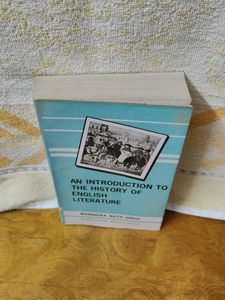 AN INTRODUCTION TO
THE HISTORY OF
ENGLISH
LITERATURE